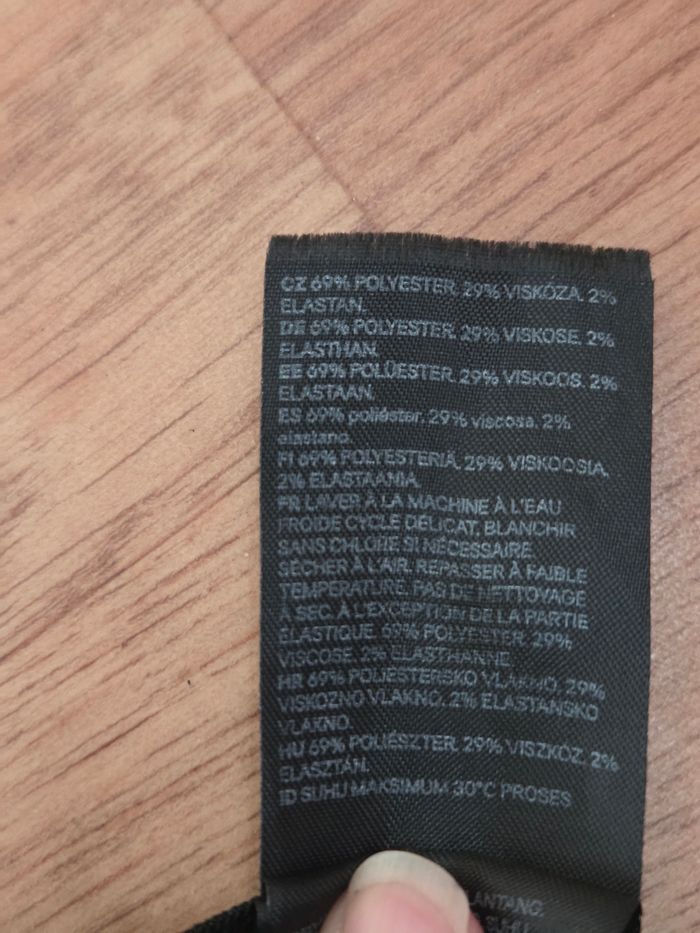 CZ 69% POLYESTER, 29% VISKÓZA, 2%
ELASTAN.
DE 69% POLYESTER, 29% VISKOSE, 2%
ELASTHAN.
EE 69% POLÜESTER, 29% VISKOOS, 2%
ELASTAAN.
ES 69% poliéster, 29% viscosa, 2%
elastano.
FI 69% POLYESTERIA, 29% VISKOOSIA,
2% ELASTAANIA
FR LAVER À LA MACHINE À L'EAU
FROIDE CYCLE DÉLICAT, BLANCHIR
SANS CHLORE SI NÉCESSAIRE
SÉCHER À L'AIR, REPASSER À FAIBLE
TEMPÉRATURE, PAS DE NETTOYAGE
À SEC, À L'EXCEPTION DE LA PARTIE
ÉLASTIQUE. 69% POLYESTER, 29%
VISCOSE, 2% ELASTHANNE
HR 69% POLIESTERSKO VLAKNO, 29%
VISKOZNO VLAKNO, 2% ELASTANSKO
VLAKNO.
HU 69% POLIÉSZTER, 29% VISZKÓZ, 2%
ELASZTÁN.
ID SUHU MAKSIMUM 30°C PROSES